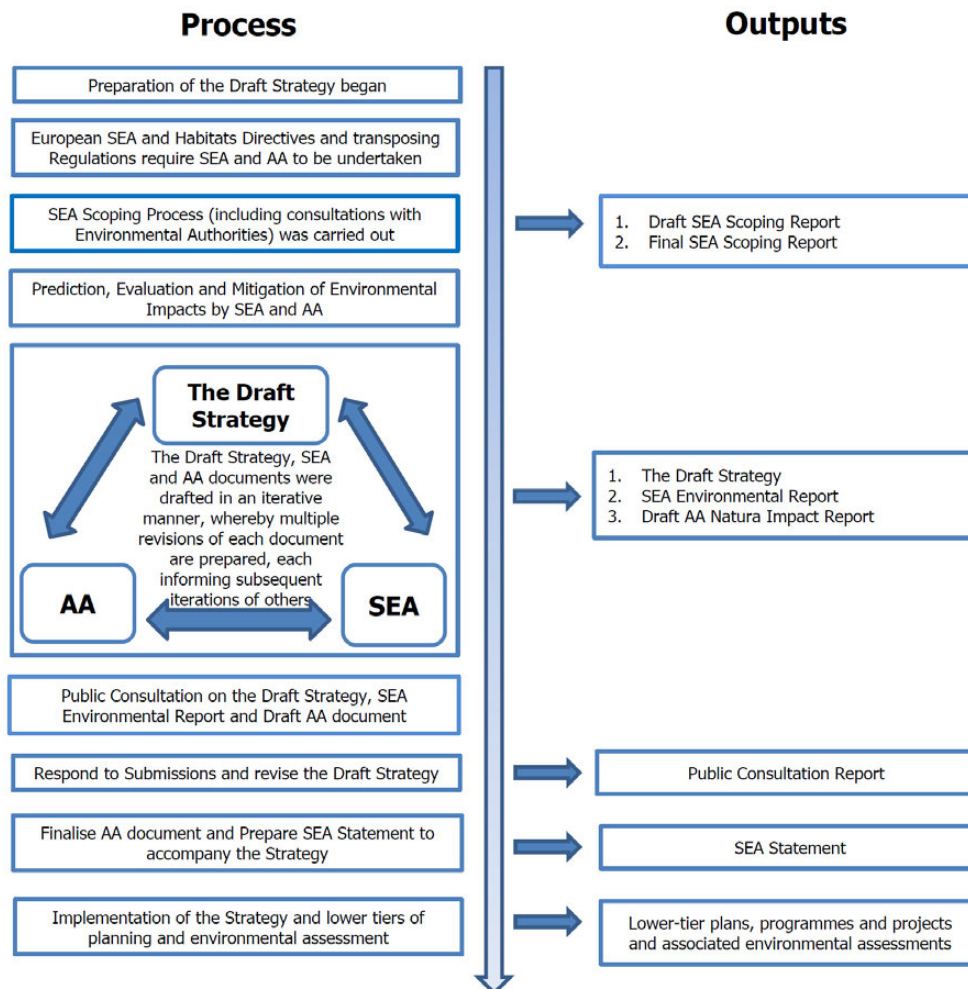 Process
Outputs
Preparation of the Draft Strategy began
European SEA and Habitats Directives and transposing
Regulations require SEA and AA to be undertaken
SEA Scoping Process (including consultations with
Environmental Authorities) was carried out
1. Draft SEA Scoping Report
2. Final SEA Scoping Report
Prediction, Evaluation and Mitigation of Environmental
Impacts by SEA and AA
The Draft
Strategy
The Draft Strategy, SEA
and AA documents were
drafted in an iterative
manner, whereby multiple
revisions of each document
are prepared, each
informing subsequent
iterations of others
AA
SEA
1. The Draft Strategy
2. SEA Environmental Report
3. Draft AA Natura Impact Report
Public Consultation on the Draft Strategy, SEA
Environmental Report and Draft AA document
Respond to Submissions and revise the Draft Strategy
Public Consultation Report
Finalise AA document and Prepare SEA Statement to
accompany the Strategy
SEA Statement
Implementation of the Strategy and lower tiers of
planning and environmental assessment
Lower-tier plans, programmes and projects
and associated environmental assessments